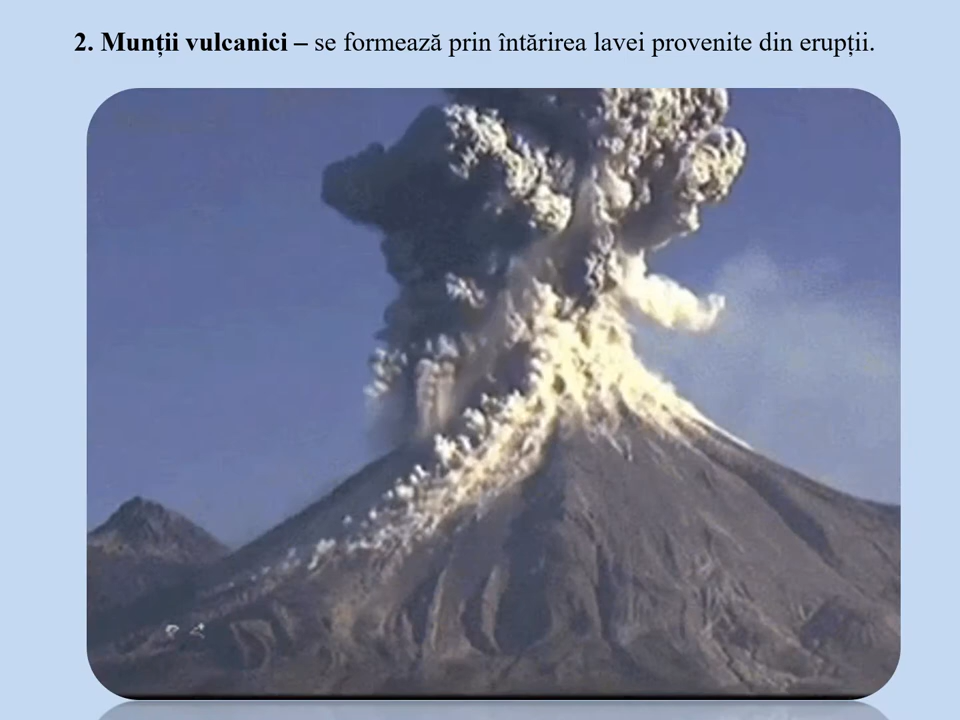 2. Munții vulcanici – se formează prin întărirea lavei provenite din erupții.